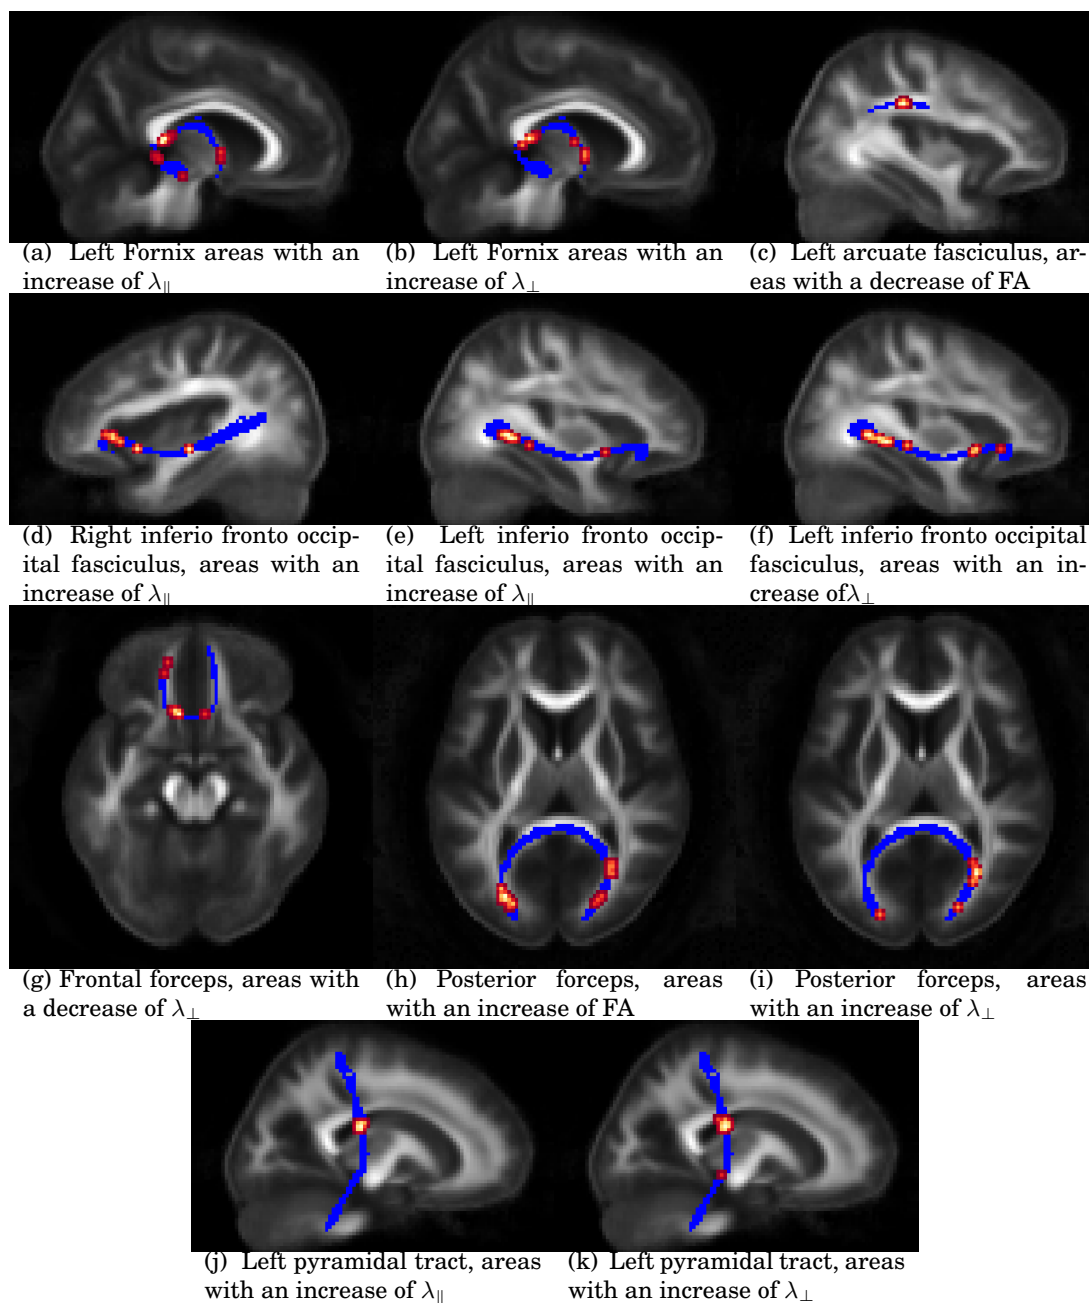 (a) Left Fornix areas with an
increase of λ∥
(b) Left Fornix areas with an
increase of λ⊥
(c) Left arcuate fasciculus, ar-
eas with a decrease of FA
(d) Right inferio fronto occip-
ital fasciculus, areas with an
increase of λ∥
(e) Left inferio fronto occip-
ital fasciculus, areas with an
increase of λ∥
(f) Left inferio fronto occipital
fasciculus, areas with an in-
crease ofλ⊥
(g) Frontal forceps, areas with
a decrease of λ⊥
(h) Posterior forceps, areas
with an increase of FA
(i) Posterior forceps, areas
with an increase of λ⊥
(j) Left pyramidal tract, areas
with an increase of λ∥
(k) Left pyramidal tract, areas
with an increase of λ⊥